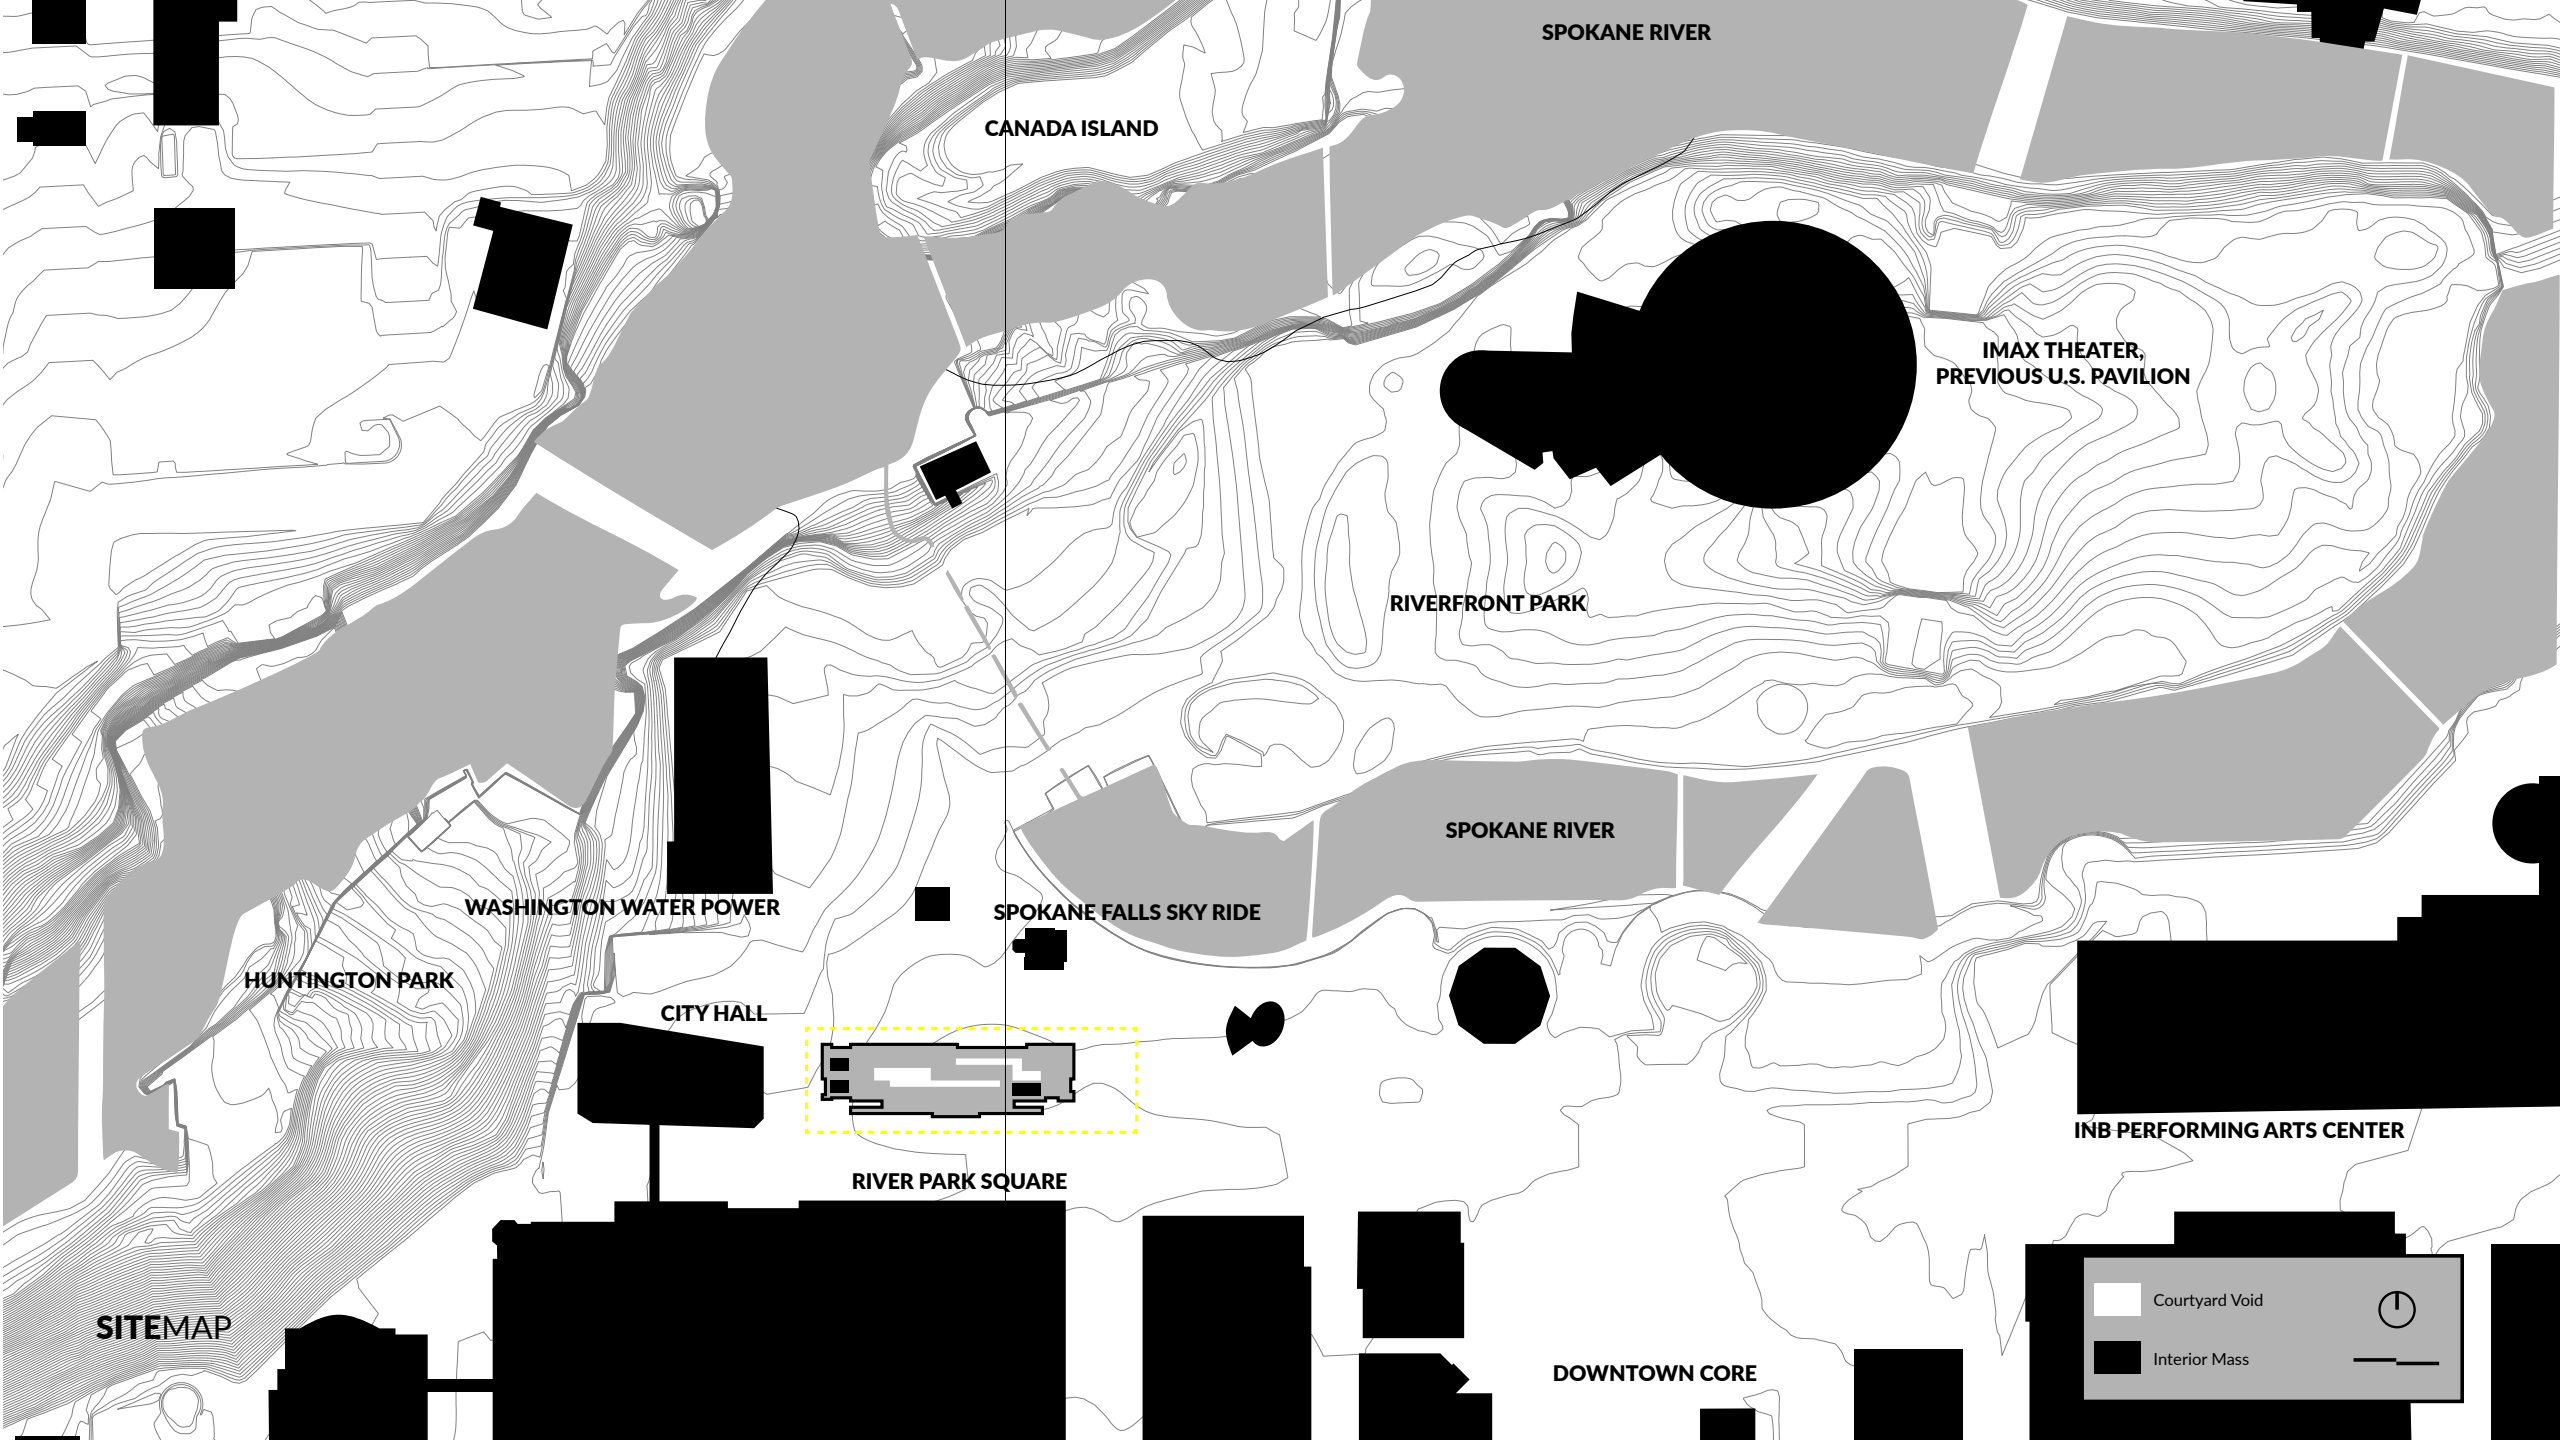 SPOKANE RIVER
CANADA ISLAND
IMAX THEATER,
PREVIOUS U.S. PAVILION
RIVERFRONT PARK
SPOKANE RIVER
WASHINGTON WATER POWER
SPOKANE FALLS SKY RIDE
HUNTINGTON PARK
CITY HALL
INB PERFORMING ARTS CENTER
RIVER PARK SQUARE
SITEMAP
DOWNTOWN CORE
Courtyard Void
Interior Mass